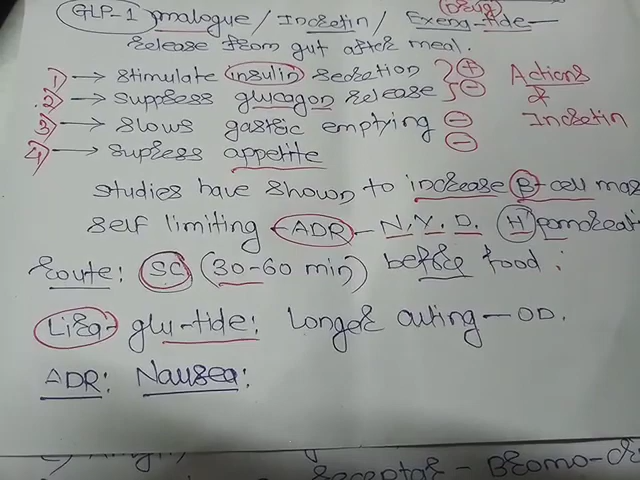 (Drug)
GLP-1 analogue / Incretin / Exena-tide —
release from gut after meal.
1 → stimulate insulin secretion +
2 → suppress glucagon release −
3 → slows gastric emptying −
4 → supress appetite −
Actions
of
Incretin
studies have shown to increase β-cell mas
self limiting - ADR - N.V.D. H'
Route: SC (30-60 min) before food :
Lira-glu-tide: Longer acting — OD.
ADR: Nausea:
Receptor - Bromo-